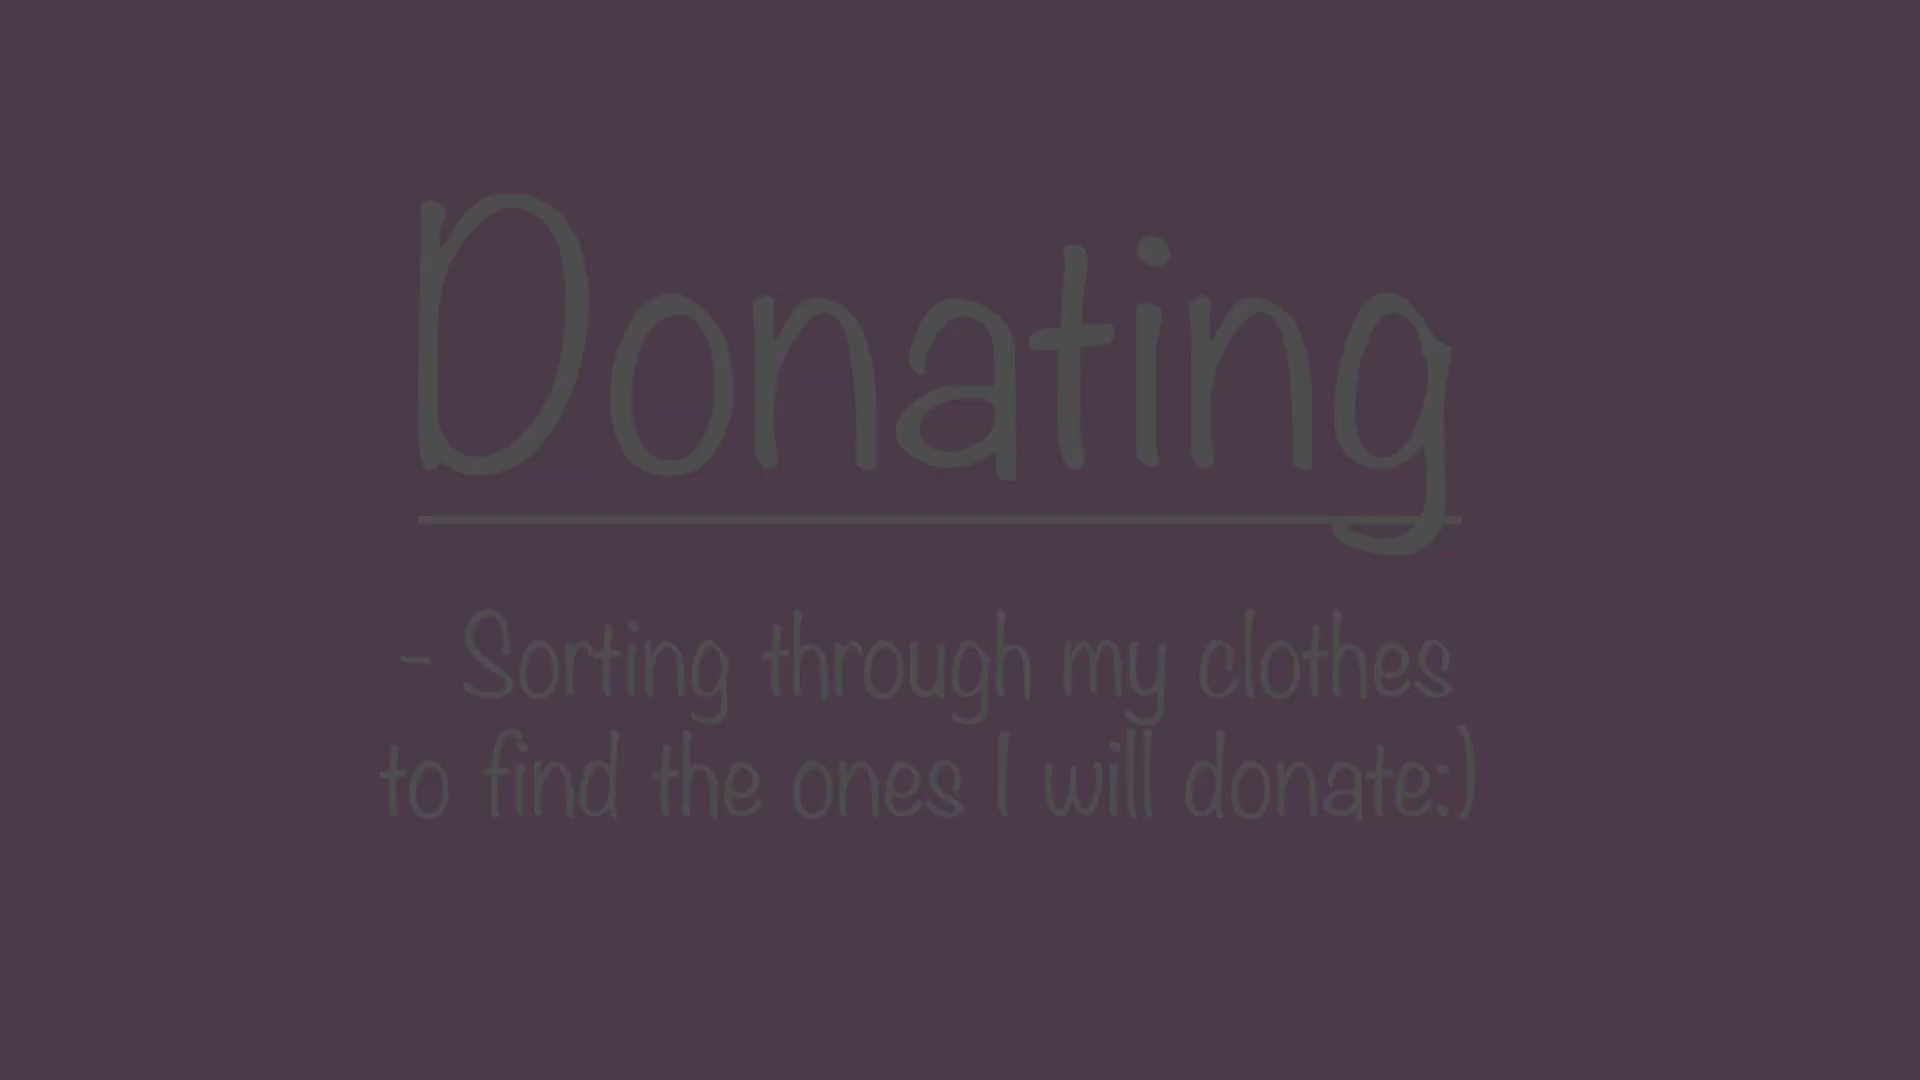 Donating
- Sorting through my clothes
to find the ones I will donate:)